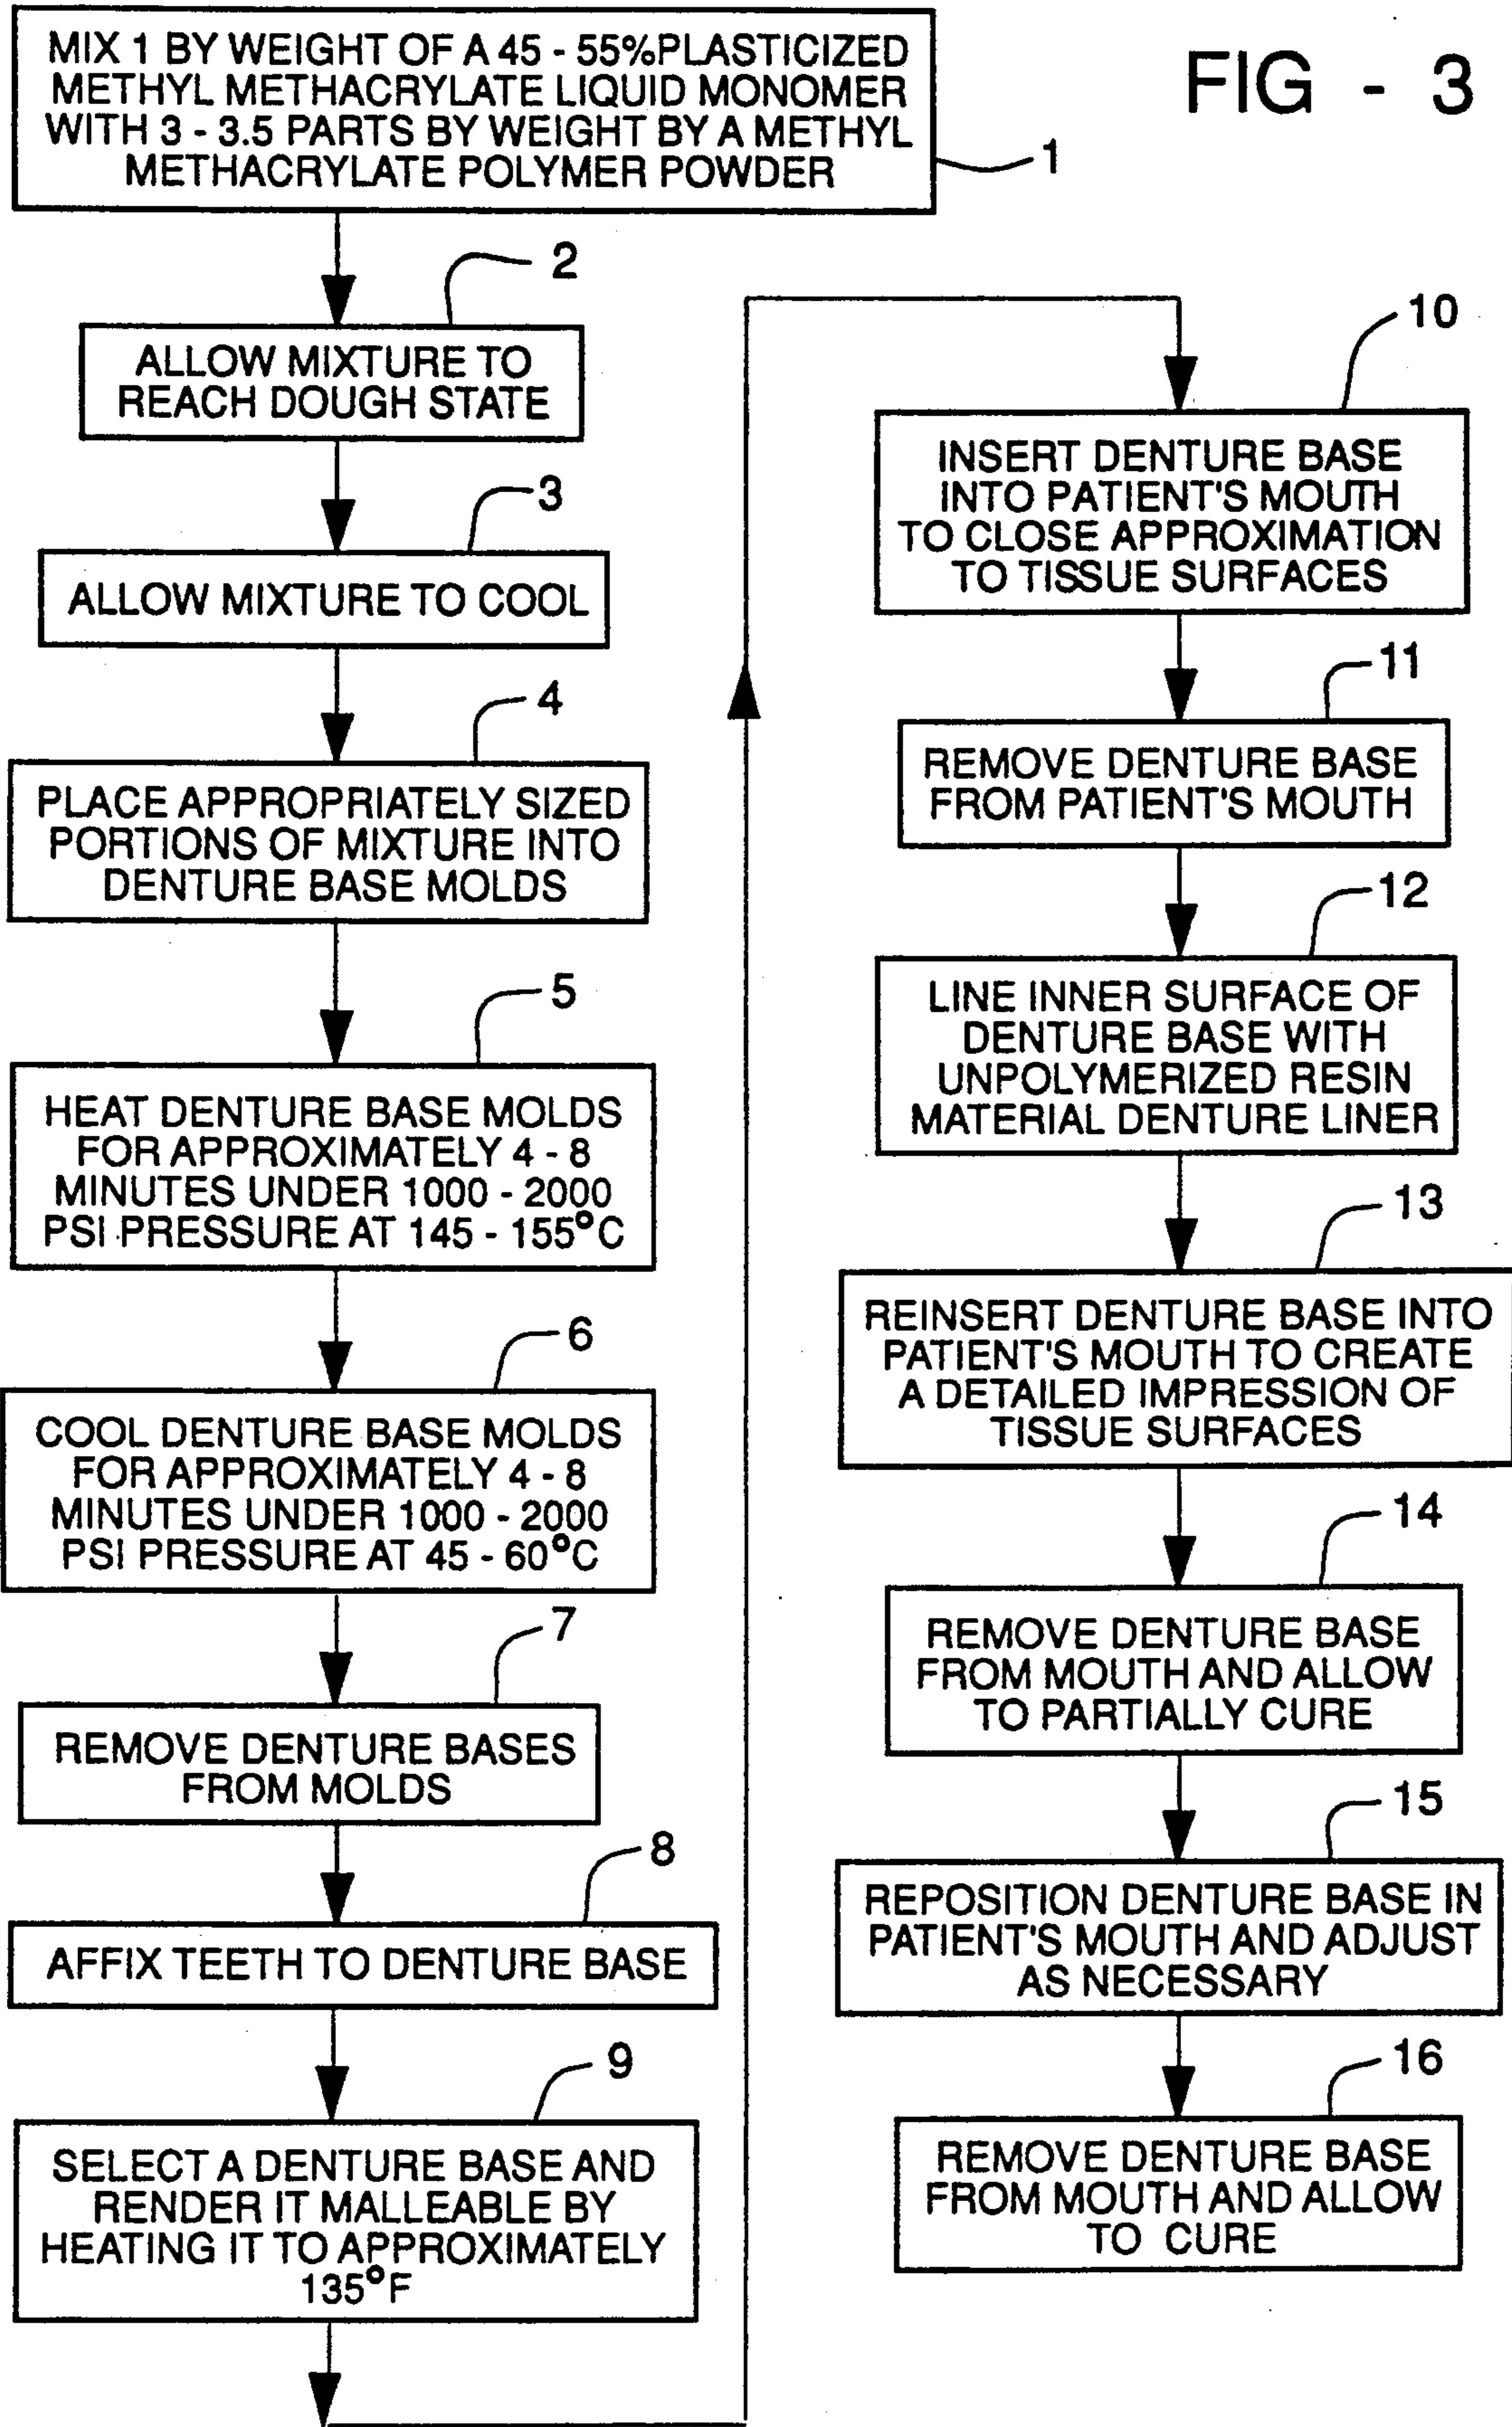 FIG - 3
MIX 1 BY WEIGHT OF A 45 - 55%PLASTICIZED
METHYL METHACRYLATE LIQUID MONOMER
WITH 3 - 3.5 PARTS BY WEIGHT BY A METHYL
METHACRYLATE POLYMER POWDER
1
2
ALLOW MIXTURE TO
REACH DOUGH STATE
3
ALLOW MIXTURE TO COOL
4
PLACE APPROPRIATELY SIZED
PORTIONS OF MIXTURE INTO
DENTURE BASE MOLDS
5
HEAT DENTURE BASE MOLDS
FOR APPROXIMATELY 4 - 8
MINUTES UNDER 1000 - 2000
PSI PRESSURE AT 145 - 155°C
6
COOL DENTURE BASE MOLDS
FOR APPROXIMATELY 4 - 8
MINUTES UNDER 1000 - 2000
PSI PRESSURE AT 45 - 60°C
7
REMOVE DENTURE BASES
FROM MOLDS
8
AFFIX TEETH TO DENTURE BASE
9
SELECT A DENTURE BASE AND
RENDER IT MALLEABLE BY
HEATING IT TO APPROXIMATELY
135°F
10
INSERT DENTURE BASE
INTO PATIENT'S MOUTH
TO CLOSE APPROXIMATION
TO TISSUE SURFACES
11
REMOVE DENTURE BASE
FROM PATIENT'S MOUTH
12
LINE INNER SURFACE OF
DENTURE BASE WITH
UNPOLYMERIZED RESIN
MATERIAL DENTURE LINER
13
REINSERT DENTURE BASE INTO
PATIENT'S MOUTH TO CREATE
A DETAILED IMPRESSION OF
TISSUE SURFACES
14
REMOVE DENTURE BASE
FROM MOUTH AND ALLOW
TO PARTIALLY CURE
15
REPOSITION DENTURE BASE IN
PATIENT'S MOUTH AND ADJUST
AS NECESSARY
16
REMOVE DENTURE BASE
FROM MOUTH AND ALLOW
TO CURE